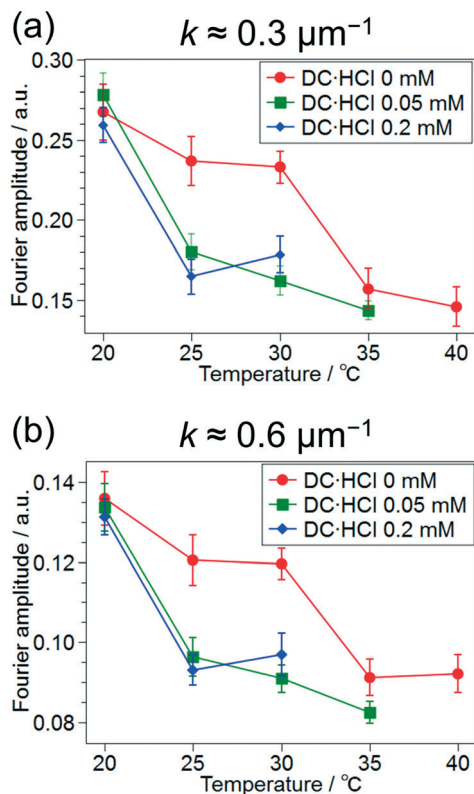 (a)
k ≈ 0.3 µm⁻¹
DC·HCl 0 mM
DC·HCl 0.05 mM
DC·HCl 0.2 mM
Fourier amplitude / a.u.
0.30
0.25
0.20
0.15
20 25 30 35 40
Temperature / °C
(b)
k ≈ 0.6 µm⁻¹
DC·HCl 0 mM
DC·HCl 0.05 mM
DC·HCl 0.2 mM
Fourier amplitude / a.u.
0.14
0.12
0.10
0.08
20 25 30 35 40
Temperature / °C